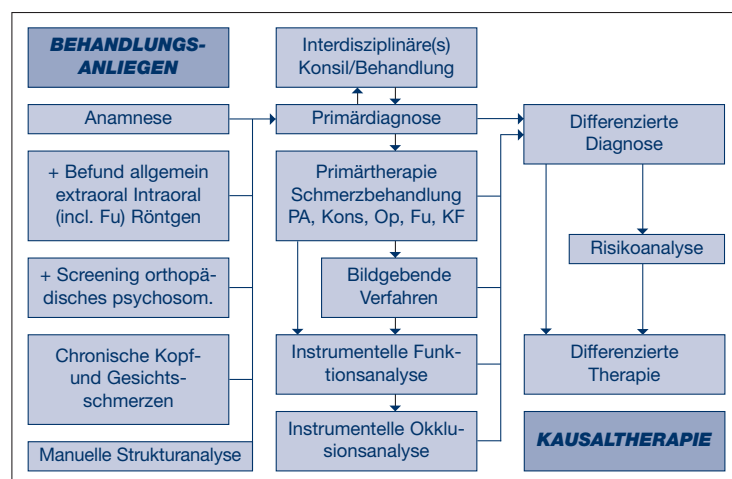 BEHANDLUNGS-
ANLIEGEN
Anamnese
+ Befund allgemein
extraoral Intraoral
(incl. Fu) Röntgen
+ Screening orthopä-
disches psychosom.
Chronische Kopf-
und Gesichts-
schmerzen
Manuelle Strukturanalyse
Interdisziplinäre(s)
Konsil/Behandlung
Primärdiagnose
Primärtherapie
Schmerzbehandlung
PA, Kons, Op, Fu, KF
Bildgebende
Verfahren
Instrumentelle Funk-
tionsanalyse
Instrumentelle Okklu-
sionsanalyse
Differenzierte
Diagnose
Risikoanalyse
Differenzierte
Therapie
KAUSALTHERAPIE